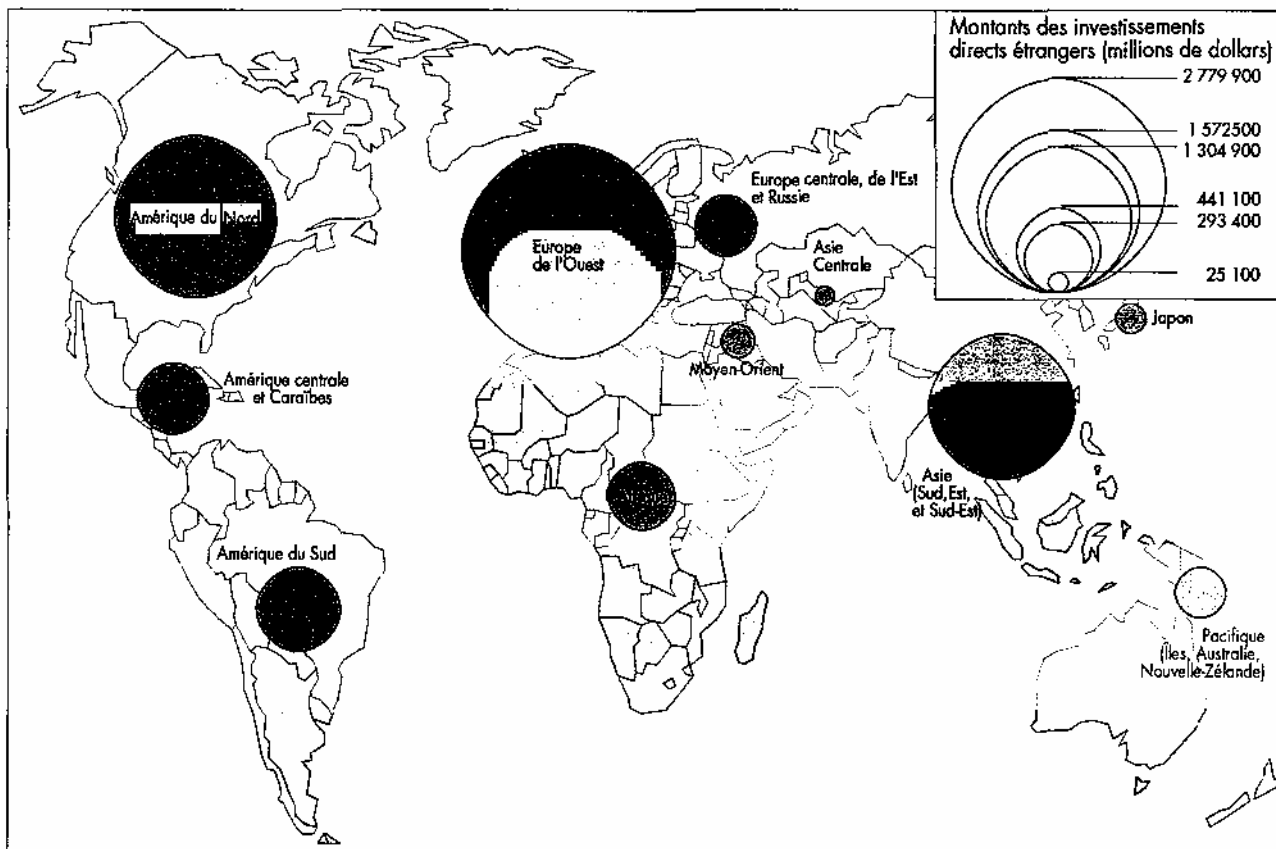 Montants des investissements
directs étrangers (millions de dollars)
2 779 900
1 572500
1 304 900
441 100
293 400
25 100
Amérique du Nord
Europe
de l'Ouest
Europe centrale, de l'Est
et Russie
Asie
Centrale
Japon
Moyen-Orient
Amérique centrale
et Caraïbes
Asie
(Sud, Est,
et Sud-Est)
Amérique du Sud
Pacifique
(Îles, Australie,
Nouvelle-Zélande)